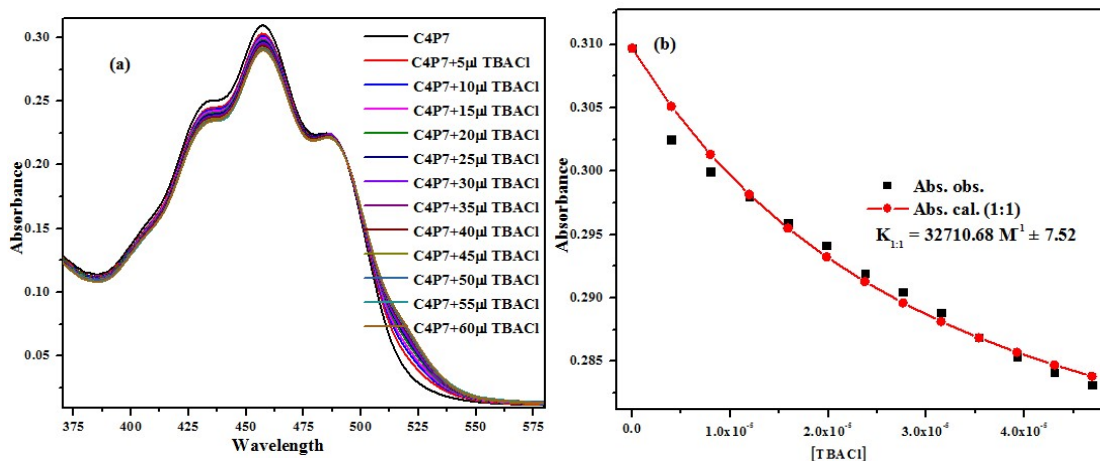 (a)
C4P7
C4P7+5µl TBACl
C4P7+10µl TBACl
C4P7+15µl TBACl
C4P7+20µl TBACl
C4P7+25µl TBACl
C4P7+30µl TBACl
C4P7+35µl TBACl
C4P7+40µl TBACl
C4P7+45µl TBACl
C4P7+50µl TBACl
C4P7+55µl TBACl
C4P7+60µl TBACl
Absorbance
0.30
0.25
0.20
0.15
0.10
0.05
375 400 425 450 475 500 525 550 575
Wavelength
(b)
Abs. obs.
Abs. cal. (1:1)
K1:1 = 32710.68 M-1 ± 7.52
Absorbance
0.310
0.305
0.300
0.295
0.290
0.285
0.0 1.0x10-5 2.0x10-5 3.0x10-5 4.0x10-5
[TBACl]